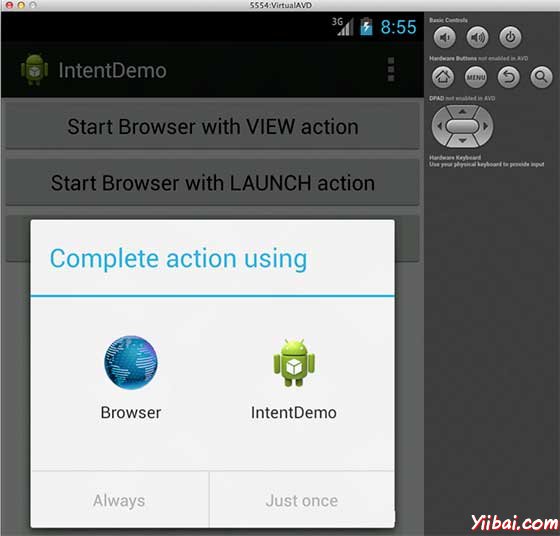 5554:VirtualAVD
3G 8:55
IntentDemo
Start Browser with VIEW action
Start Browser with LAUNCH action
Complete action using
Browser
IntentDemo
Always
Just once
Basic Controls
Hardware Buttons not enabled in AVD
MENU
DPAD not enabled in AVD
Hardware Keyboard
Use your physical keyboard to provide input
Yiibai.com